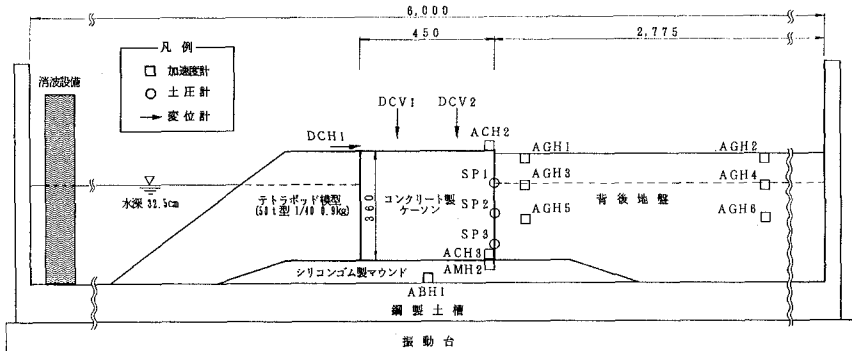 6,000
450
2,775
凡 例
加速度計
土圧計
変位計
消波設備
DCV1
DCV2
DCH1
ACH2
AGH1
AGH2
SP1
AGH3
AGH4
水深 32.5cm
テトラポッド模型
(50t型 1/40 0.9kg)
360
コンクリート製
ケーソン
SP2
背後地盤
AGH5
AGH6
SP3
ACH3
シリコンゴム製マウンド
AMH2
ABH1
鋼製土槽
振動台